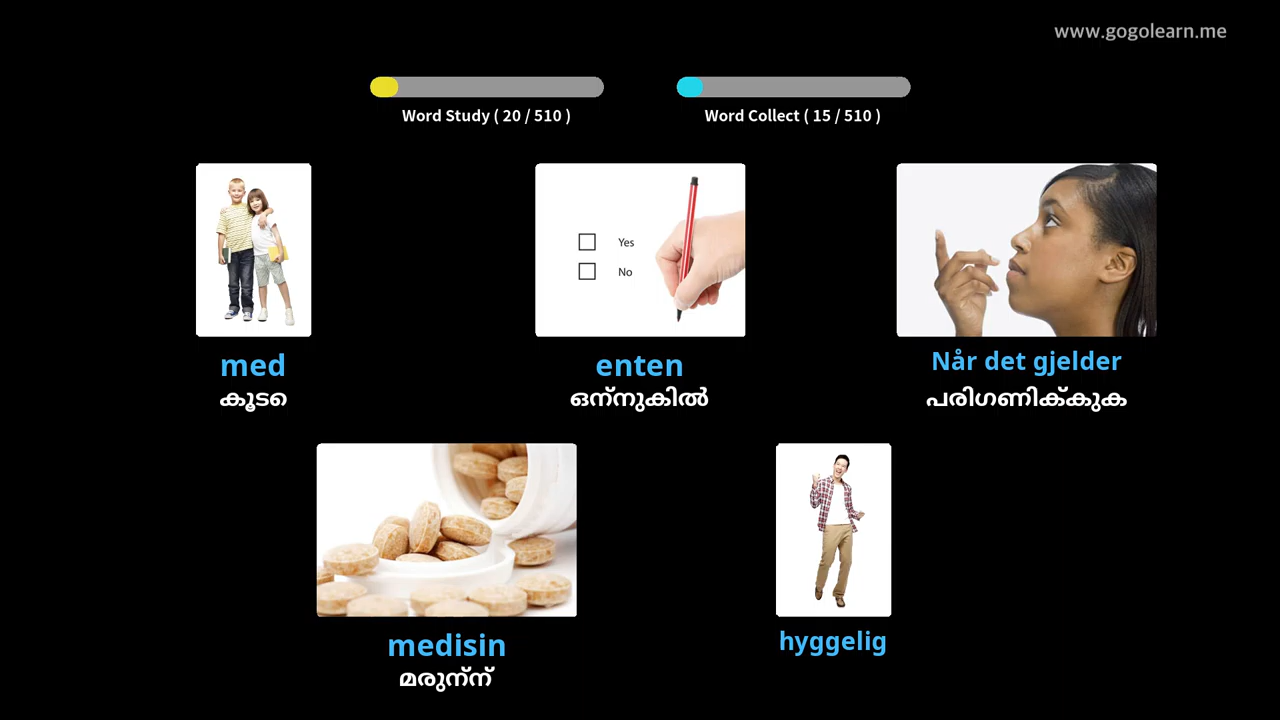 www.gogolearn.me
Word Study ( 20 / 510 )
Word Collect ( 15 / 510 )
Yes
No
med
കൂടെ
enten
ഒന്നുകിൽ
Når det gjelder
പരിഗണിക്കുക
medisin
മരുന്ന്
hyggelig